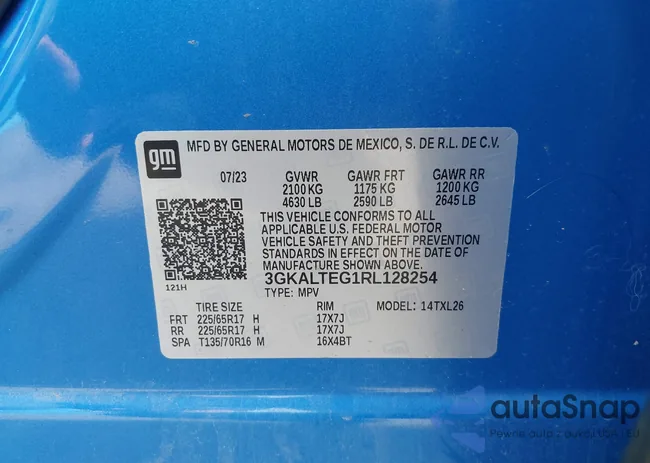 gm
MFD BY GENERAL MOTORS DE MEXICO, S. DE R.L. DE C.V.
07/23 GVWR GAWR FRT GAWR RR
2100 KG 1175 KG 1200 KG
4630 LB 2590 LB 2645 LB
THIS VEHICLE CONFORMS TO ALL
APPLICABLE U.S. FEDERAL MOTOR
VEHICLE SAFETY AND THEFT PREVENTION
STANDARDS IN EFFECT ON THE DATE OF
MANUFACTURE SHOWN ABOVE.
121H
3GKALTEG1RL128254
TYPE: MPV
TIRE SIZE RIM MODEL: 14TXL26
FRT 225/65R17 H 17X7J
RR 225/65R17 H 17X7J
SPA T135/70R16 M 16X4BT
autaSnap